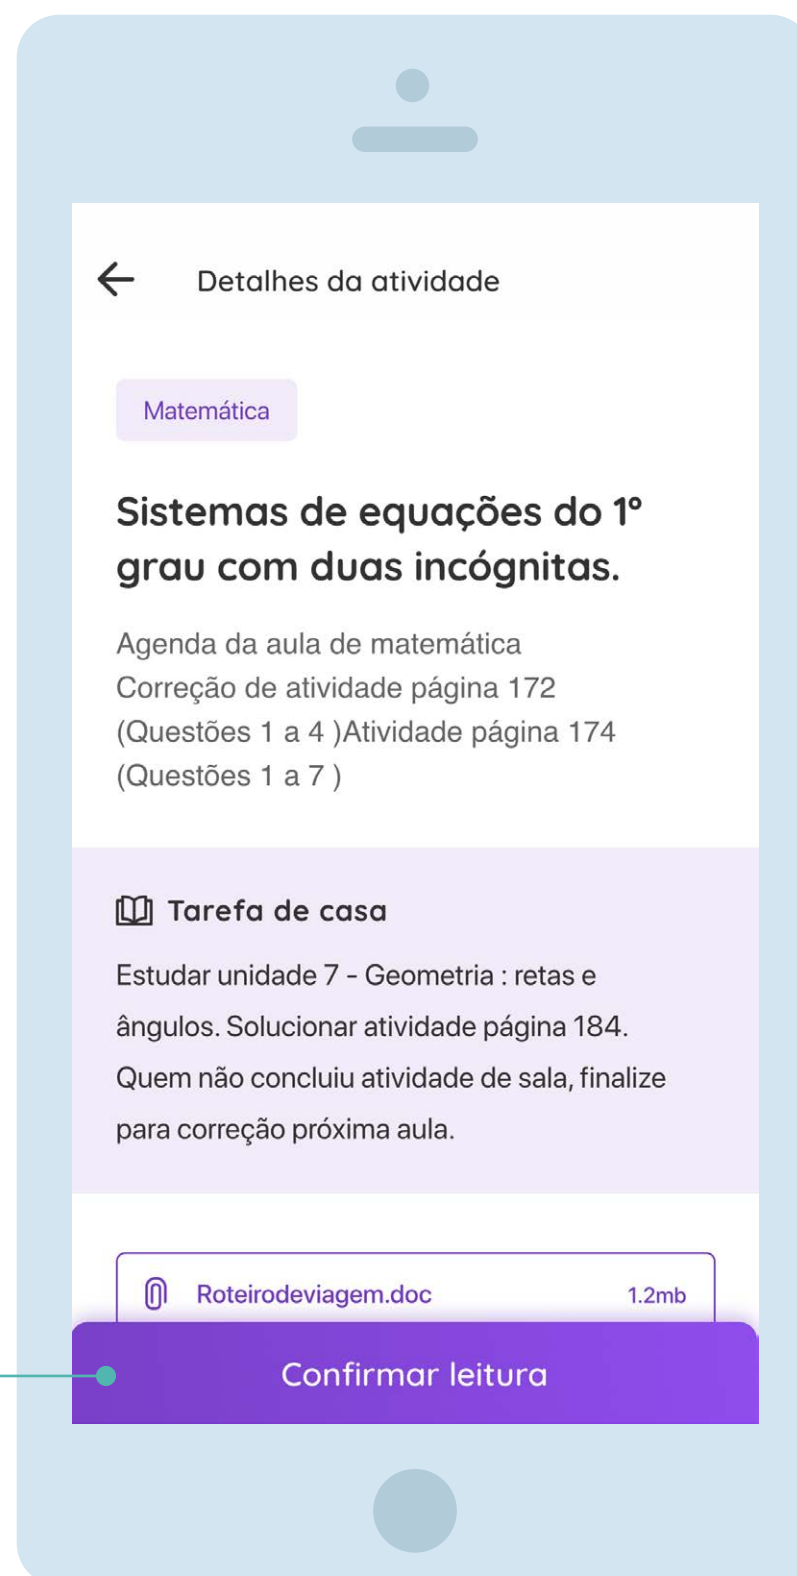 Detalhes da atividade
Matemática
Sistemas de equações do 1º
grau com duas incógnitas.
Agenda da aula de matemática
Correção de atividade página 172
(Questões 1 a 4 )Atividade página 174
(Questões 1 a 7 )
Tarefa de casa
Estudar unidade 7 - Geometria : retas e
ângulos. Solucionar atividade página 184.
Quem não concluiu atividade de sala, finalize
para correção próxima aula.
Roteirodeviagem.doc 1.2mb
Confirmar leitura